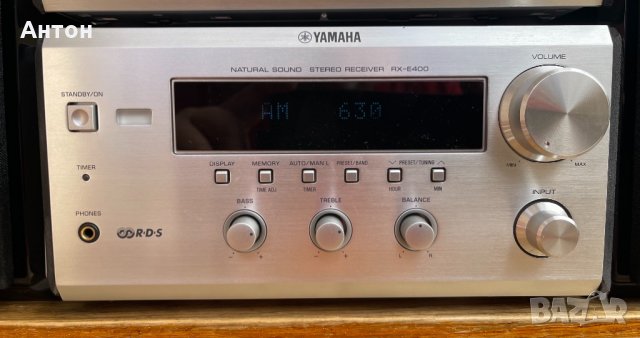 Антон
YAMAHA
NATURAL SOUND STEREO RECEIVER RX-E400
VOLUME
STANDBY/ON
AM 630
MIN MAX
DISPLAY MEMORY AUTO/MAN'L PRESET/BAND PRESET/TUNING
TIME ADJ TIMER HOUR MIN
TIMER
INPUT
PHONES
R·D·S
BASS TREBLE BALANCE
- + - + L R
BAZAR